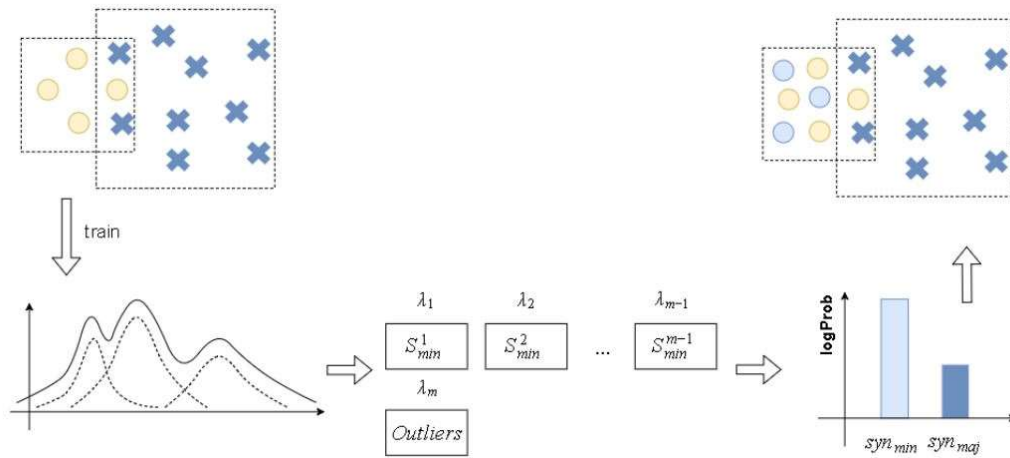 train
λ₁ λ₂ λₘ₋₁
S¹ₘᵢₙ S²ₘᵢₙ ... Sᵐ⁻¹ₘᵢₙ
λₘ
Outliers
logProb
synₘᵢₙ synₘₐⱼ